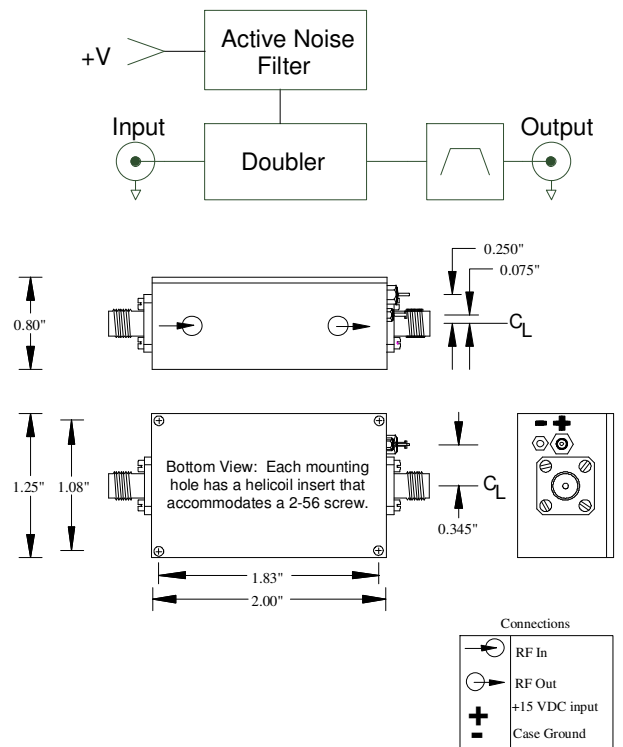 Active Noise
Filter
+V
Input
Doubler
Output
0.250"
0.075"
0.80"
CL
Bottom View: Each mounting
hole has a helicoil insert that
accommodates a 2-56 screw.
1.25"
1.08"
CL
0.345"
1.83"
2.00"
- +
Connections
RF In
RF Out
+ +15 VDC input
- Case Ground